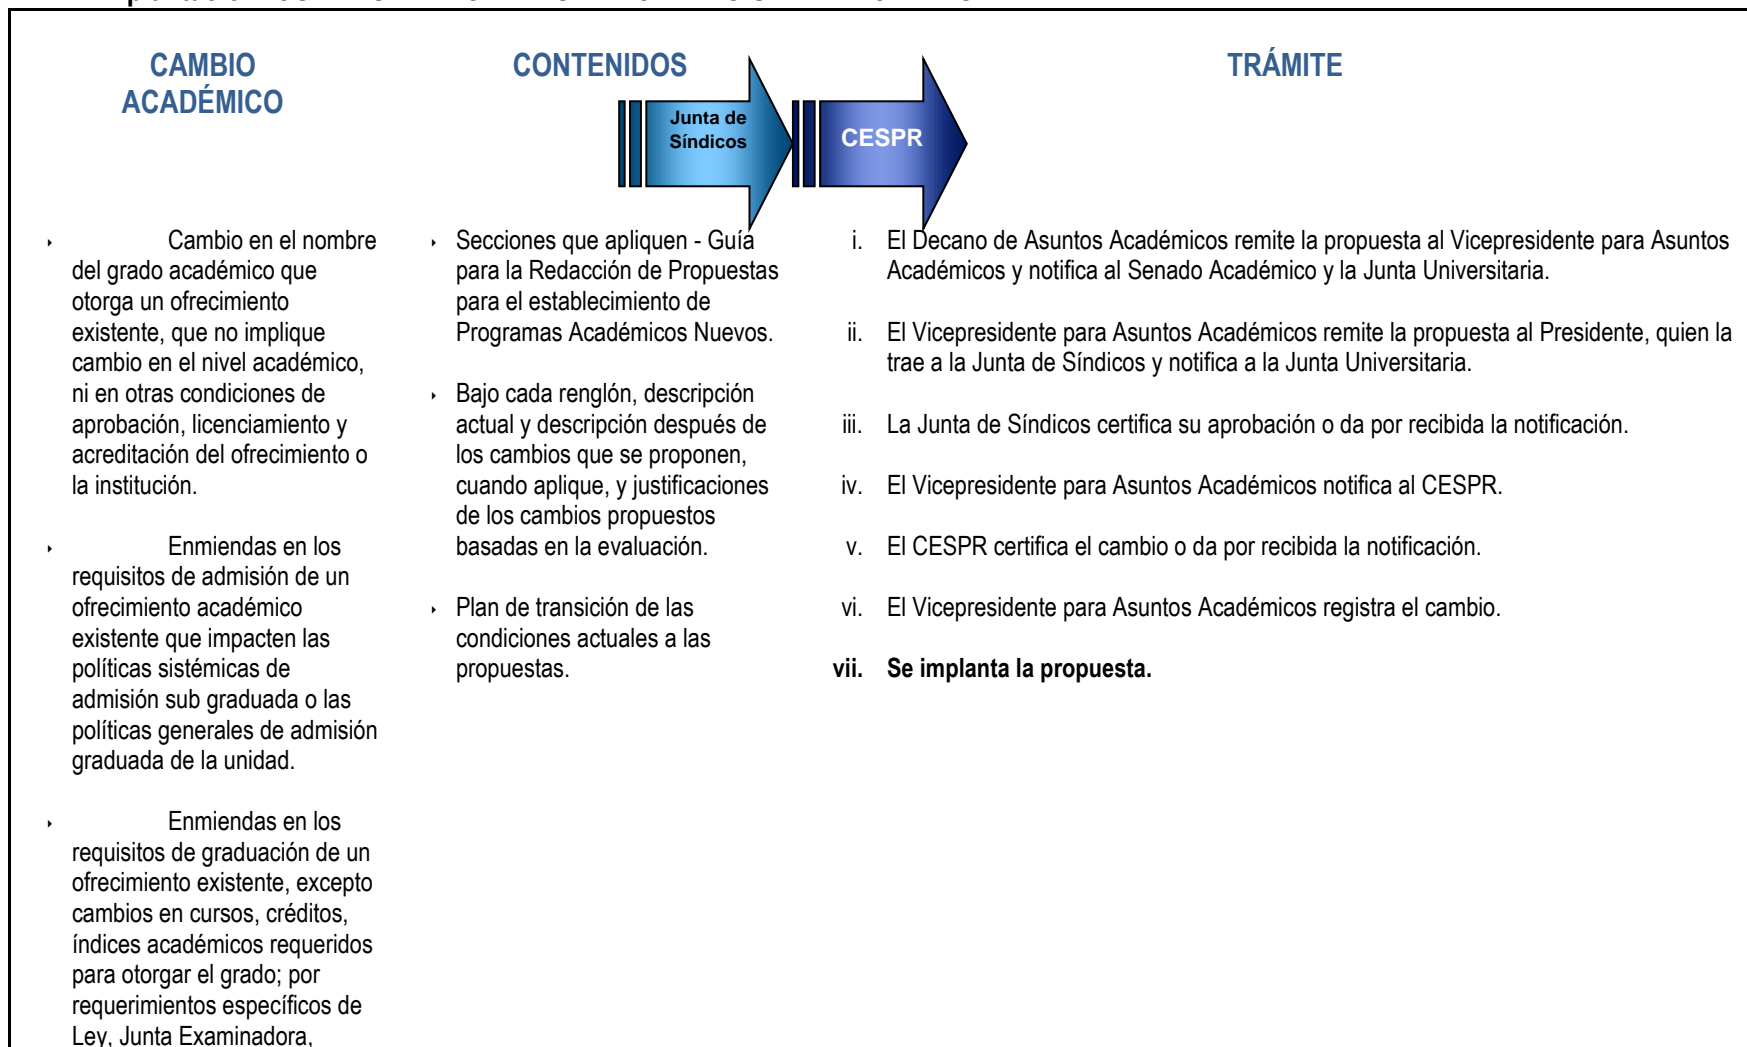 CAMBIO
ACADÉMICO
CONTENIDOS
TRÁMITE
Junta de
Síndicos
CESPR
Cambio en el nombre
del grado académico que
otorga un ofrecimiento
existente, que no implique
cambio en el nivel académico,
ni en otras condiciones de
aprobación, licenciamiento y
acreditación del ofrecimiento o
la institución.
Enmiendas en los
requisitos de admisión de un
ofrecimiento académico
existente que impacten las
políticas sistémicas de
admisión sub graduada o las
políticas generales de admisión
graduada de la unidad.
Enmiendas en los
requisitos de graduación de un
ofrecimiento existente, excepto
cambios en cursos, créditos,
índices académicos requeridos
para otorgar el grado; por
requerimientos específicos de
Ley, Junta Examinadora,
Secciones que apliquen - Guía
para la Redacción de Propuestas
para el establecimiento de
Programas Académicos Nuevos.
Bajo cada renglón, descripción
actual y descripción después de
los cambios que se proponen,
cuando aplique, y justificaciones
de los cambios propuestos
basadas en la evaluación.
Plan de transición de las
condiciones actuales a las
propuestas.
i. El Decano de Asuntos Académicos remite la propuesta al Vicepresidente para Asuntos
Académicos y notifica al Senado Académico y la Junta Universitaria.
ii. El Vicepresidente para Asuntos Académicos remite la propuesta al Presidente, quien la
trae a la Junta de Síndicos y notifica a la Junta Universitaria.
iii. La Junta de Síndicos certifica su aprobación o da por recibida la notificación.
iv. El Vicepresidente para Asuntos Académicos notifica al CESPR.
v. El CESPR certifica el cambio o da por recibida la notificación.
vi. El Vicepresidente para Asuntos Académicos registra el cambio.
vii. Se implanta la propuesta.